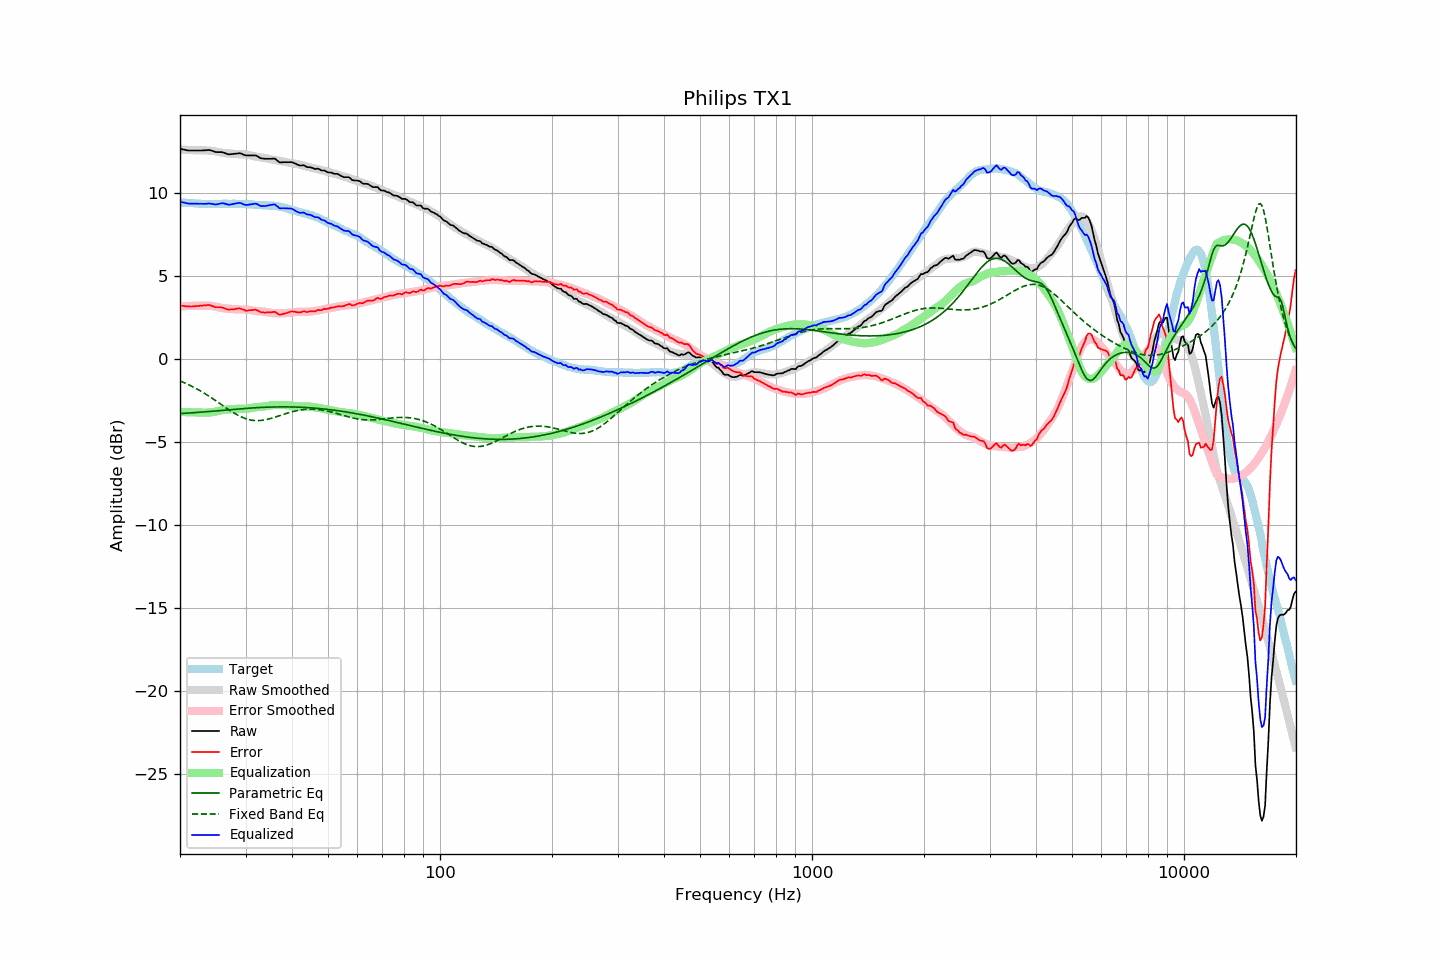 Philips TX1
10
5
0
−5
−10
−15
−20
−25
Amplitude (dBr)
Target
Raw Smoothed
Error Smoothed
Raw
Error
Equalization
Parametric Eq
Fixed Band Eq
Equalized
100
1000
10000
Frequency (Hz)